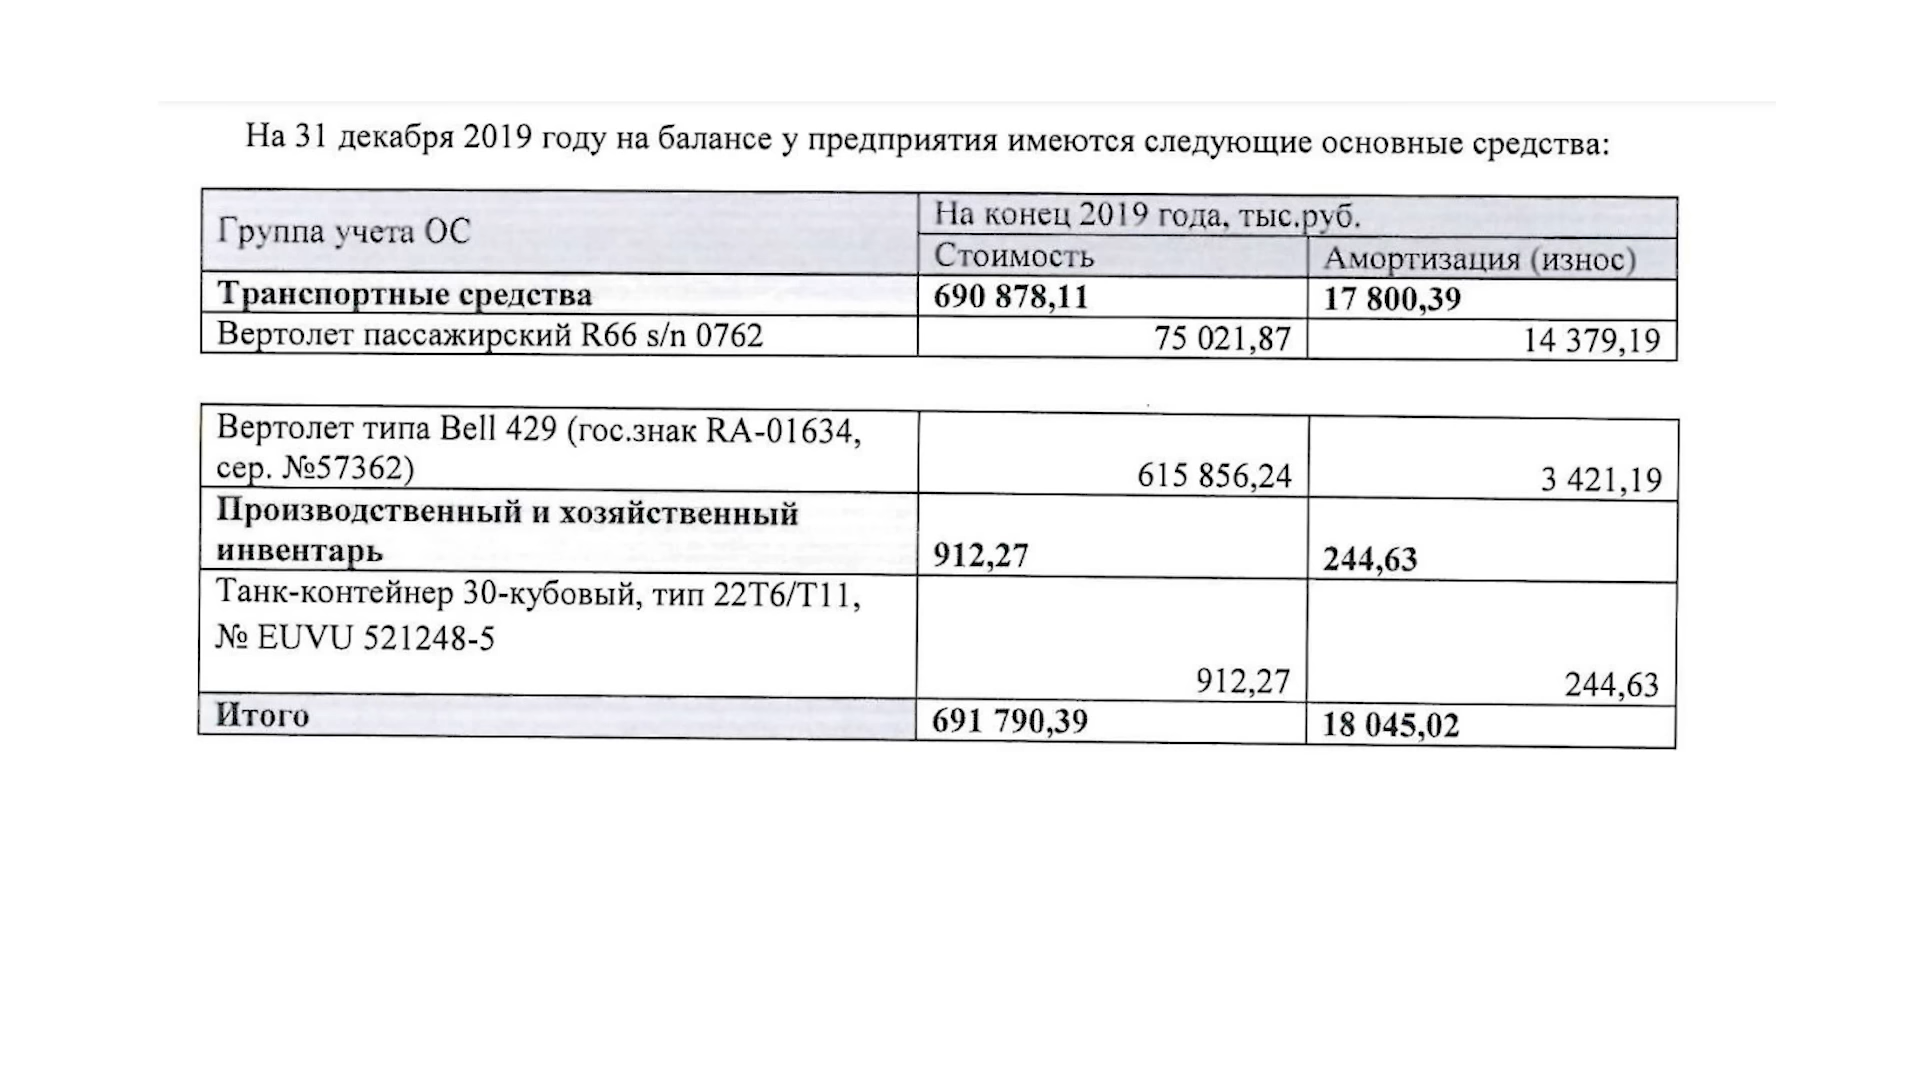 На 31 декабря 2019 году на балансе у предприятия имеются следующие основные средства:
Группа учета ОС
На конец 2019 года, тыс.руб.
Стоимость
Амортизация (износ)
Транспортные средства
690 878,11
17 800,39
Вертолет пассажирский R66 s/n 0762
75 021,87
14 379,19
Вертолет типа Bell 429 (гос.знак RA-01634,
сер. №57362)
615 856,24
3 421,19
Производственный и хозяйственный
инвентарь
912,27
244,63
Танк-контейнер 30-кубовый, тип 22Т6/Т11,
№ EUVU 521248-5
912,27
244,63
Итого
691 790,39
18 045,02